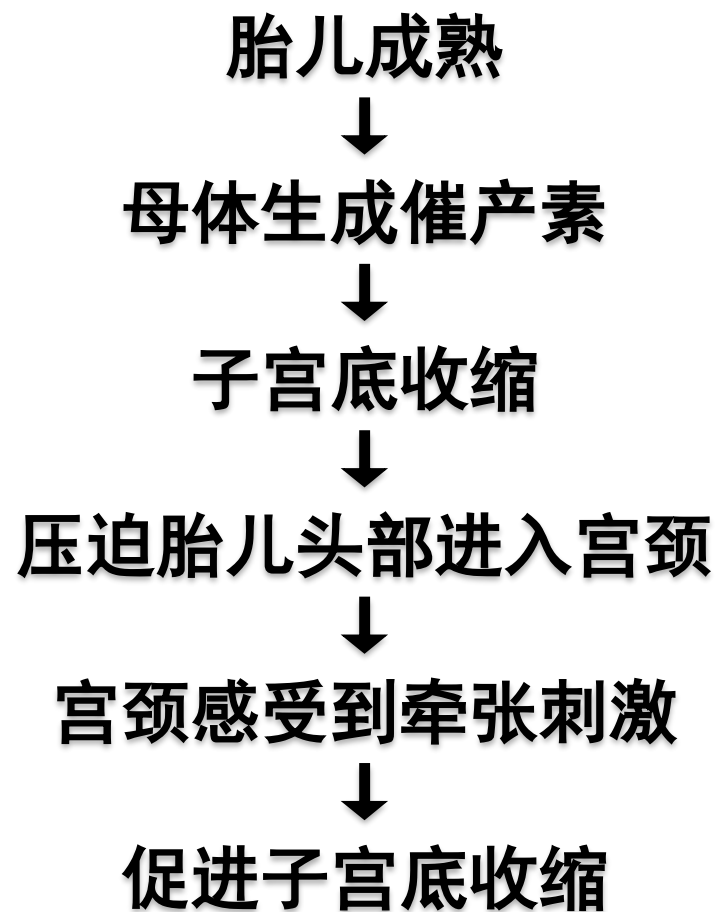 胎儿成熟
↓
母体生成催产素
↓
子宫底收缩
↓
压迫胎儿头部进入宫颈
↓
宫颈感受到牵张刺激
↓
促进子宫底收缩